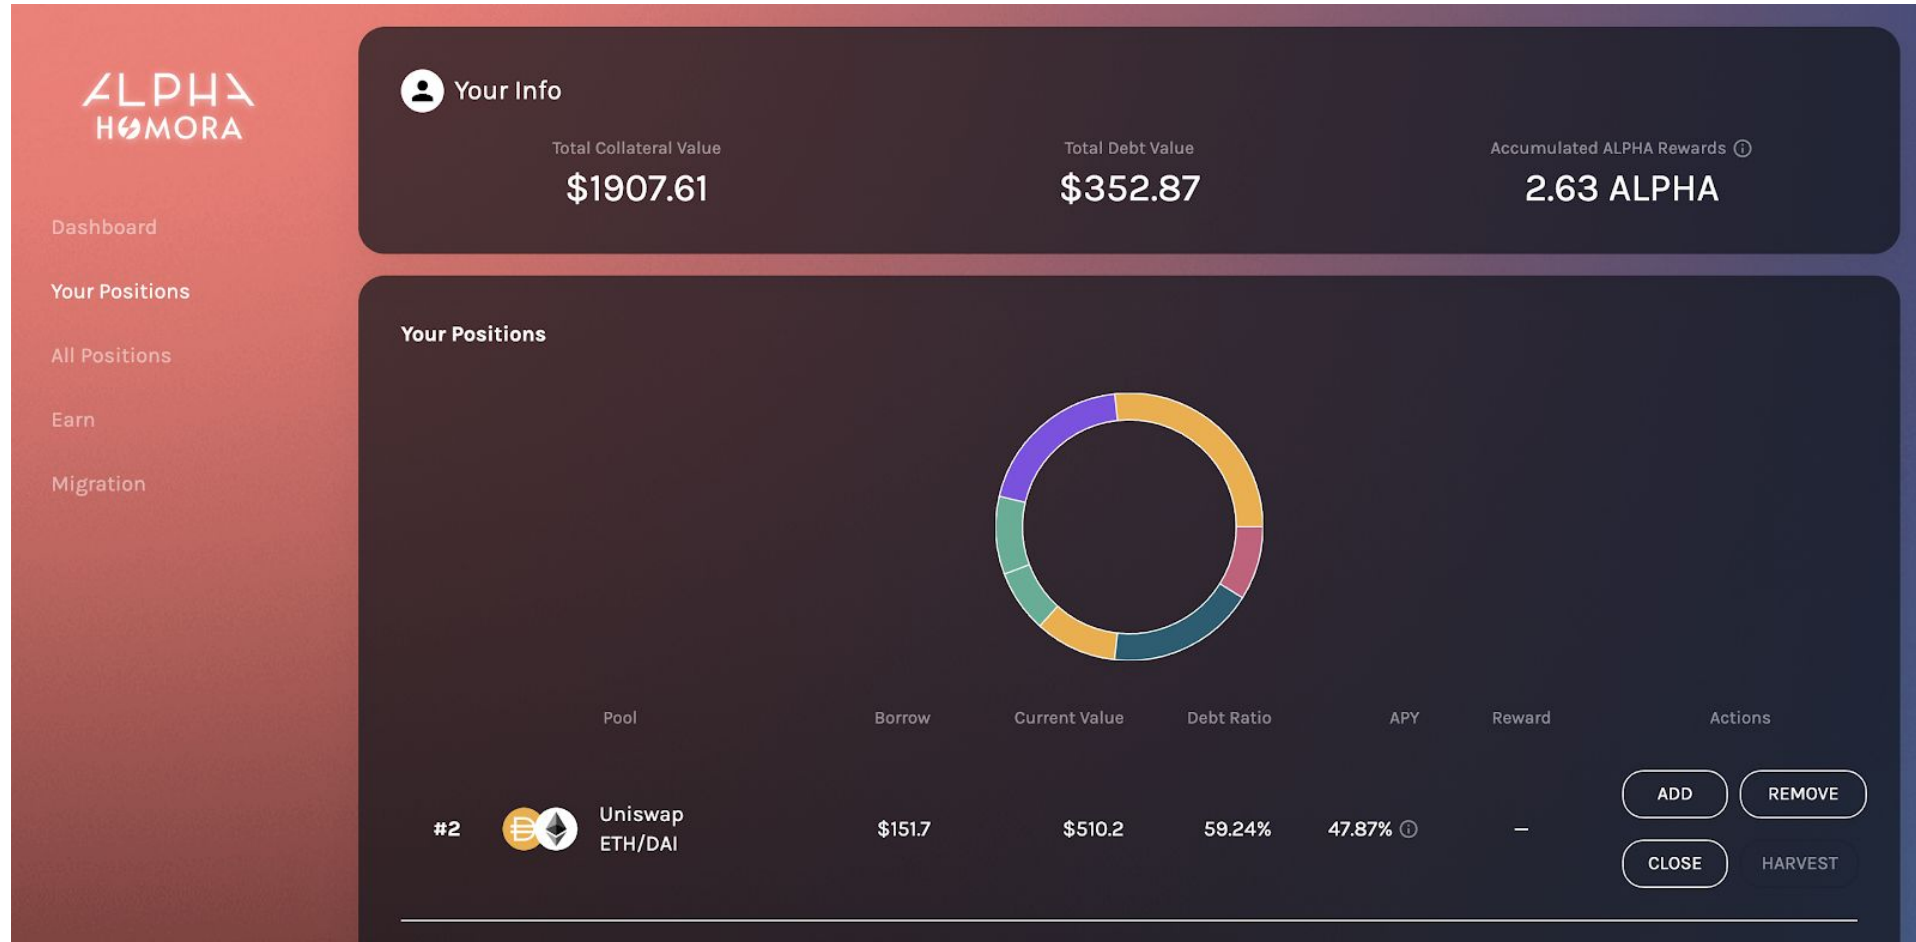 ALPHA
HOMORA
Dashboard
Your Positions
All Positions
Earn
Migration
Your Info
Total Collateral Value
$1907.61
Total Debt Value
$352.87
Accumulated ALPHA Rewards
2.63 ALPHA
Your Positions
Pool Borrow Current Value Debt Ratio APY Reward Actions
#2 Uniswap ETH/DAI $151.7 $510.2 59.24% 47.87% –
ADD REMOVE
CLOSE HARVEST